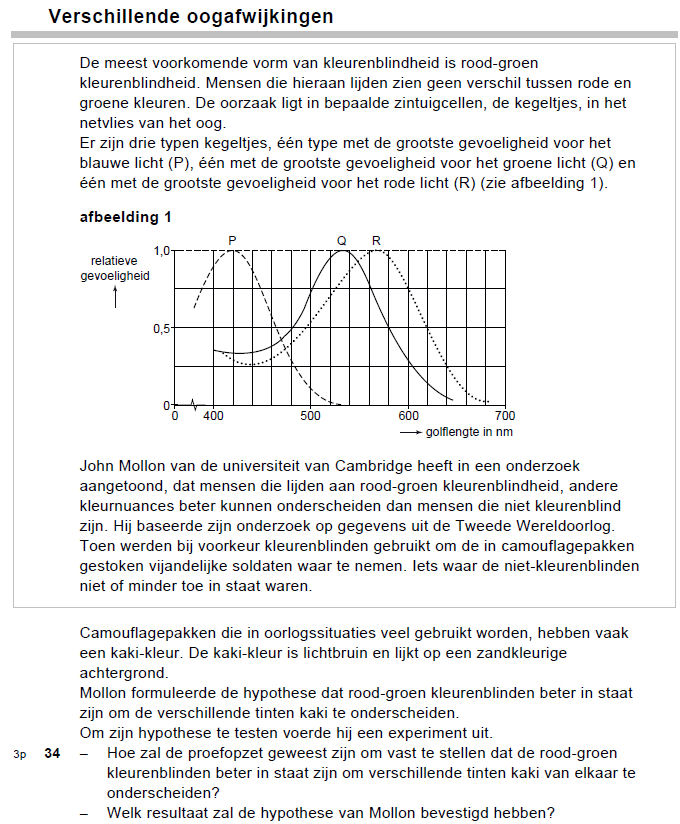 Verschillende oogafwijkingen
De meest voorkomende vorm van kleurenblindheid is rood-groen
kleurenblindheid. Mensen die hieraan lijden zien geen verschil tussen rode en
groene kleuren. De oorzaak ligt in bepaalde zintuigcellen, de kegeltjes, in het
netvlies van het oog.
Er zijn drie typen kegeltjes, één type met de grootste gevoeligheid voor het
blauwe licht (P), één met de grootste gevoeligheid voor het groene licht (Q) en
één met de grootste gevoeligheid voor het rode licht (R) (zie afbeelding 1).
afbeelding 1
P Q R
relatieve
gevoeligheid
1,0
0,5
0
0 400 500 600 700
golflengte in nm
John Mollon van de universiteit van Cambridge heeft in een onderzoek
aangetoond, dat mensen die lijden aan rood-groen kleurenblindheid, andere
kleurnuances beter kunnen onderscheiden dan mensen die niet kleurenblind
zijn. Hij baseerde zijn onderzoek op gegevens uit de Tweede Wereldoorlog.
Toen werden bij voorkeur kleurenblinden gebruikt om de in camouflagepakken
gestoken vijandelijke soldaten waar te nemen. Iets waar de niet-kleurenblinden
niet of minder toe in staat waren.
Camouflagepakken die in oorlogssituaties veel gebruikt worden, hebben vaak
een kaki-kleur. De kaki-kleur is lichtbruin en lijkt op een zandkleurige
achtergrond.
Mollon formuleerde de hypothese dat rood-groen kleurenblinden beter in staat
zijn om de verschillende tinten kaki te onderscheiden.
Om zijn hypothese te testen voerde hij een experiment uit.
3p 34 – Hoe zal de proefopzet geweest zijn om vast te stellen dat de rood-groen
kleurenblinden beter in staat zijn om verschillende tinten kaki van elkaar te
onderscheiden?
– Welk resultaat zal de hypothese van Mollon bevestigd hebben?